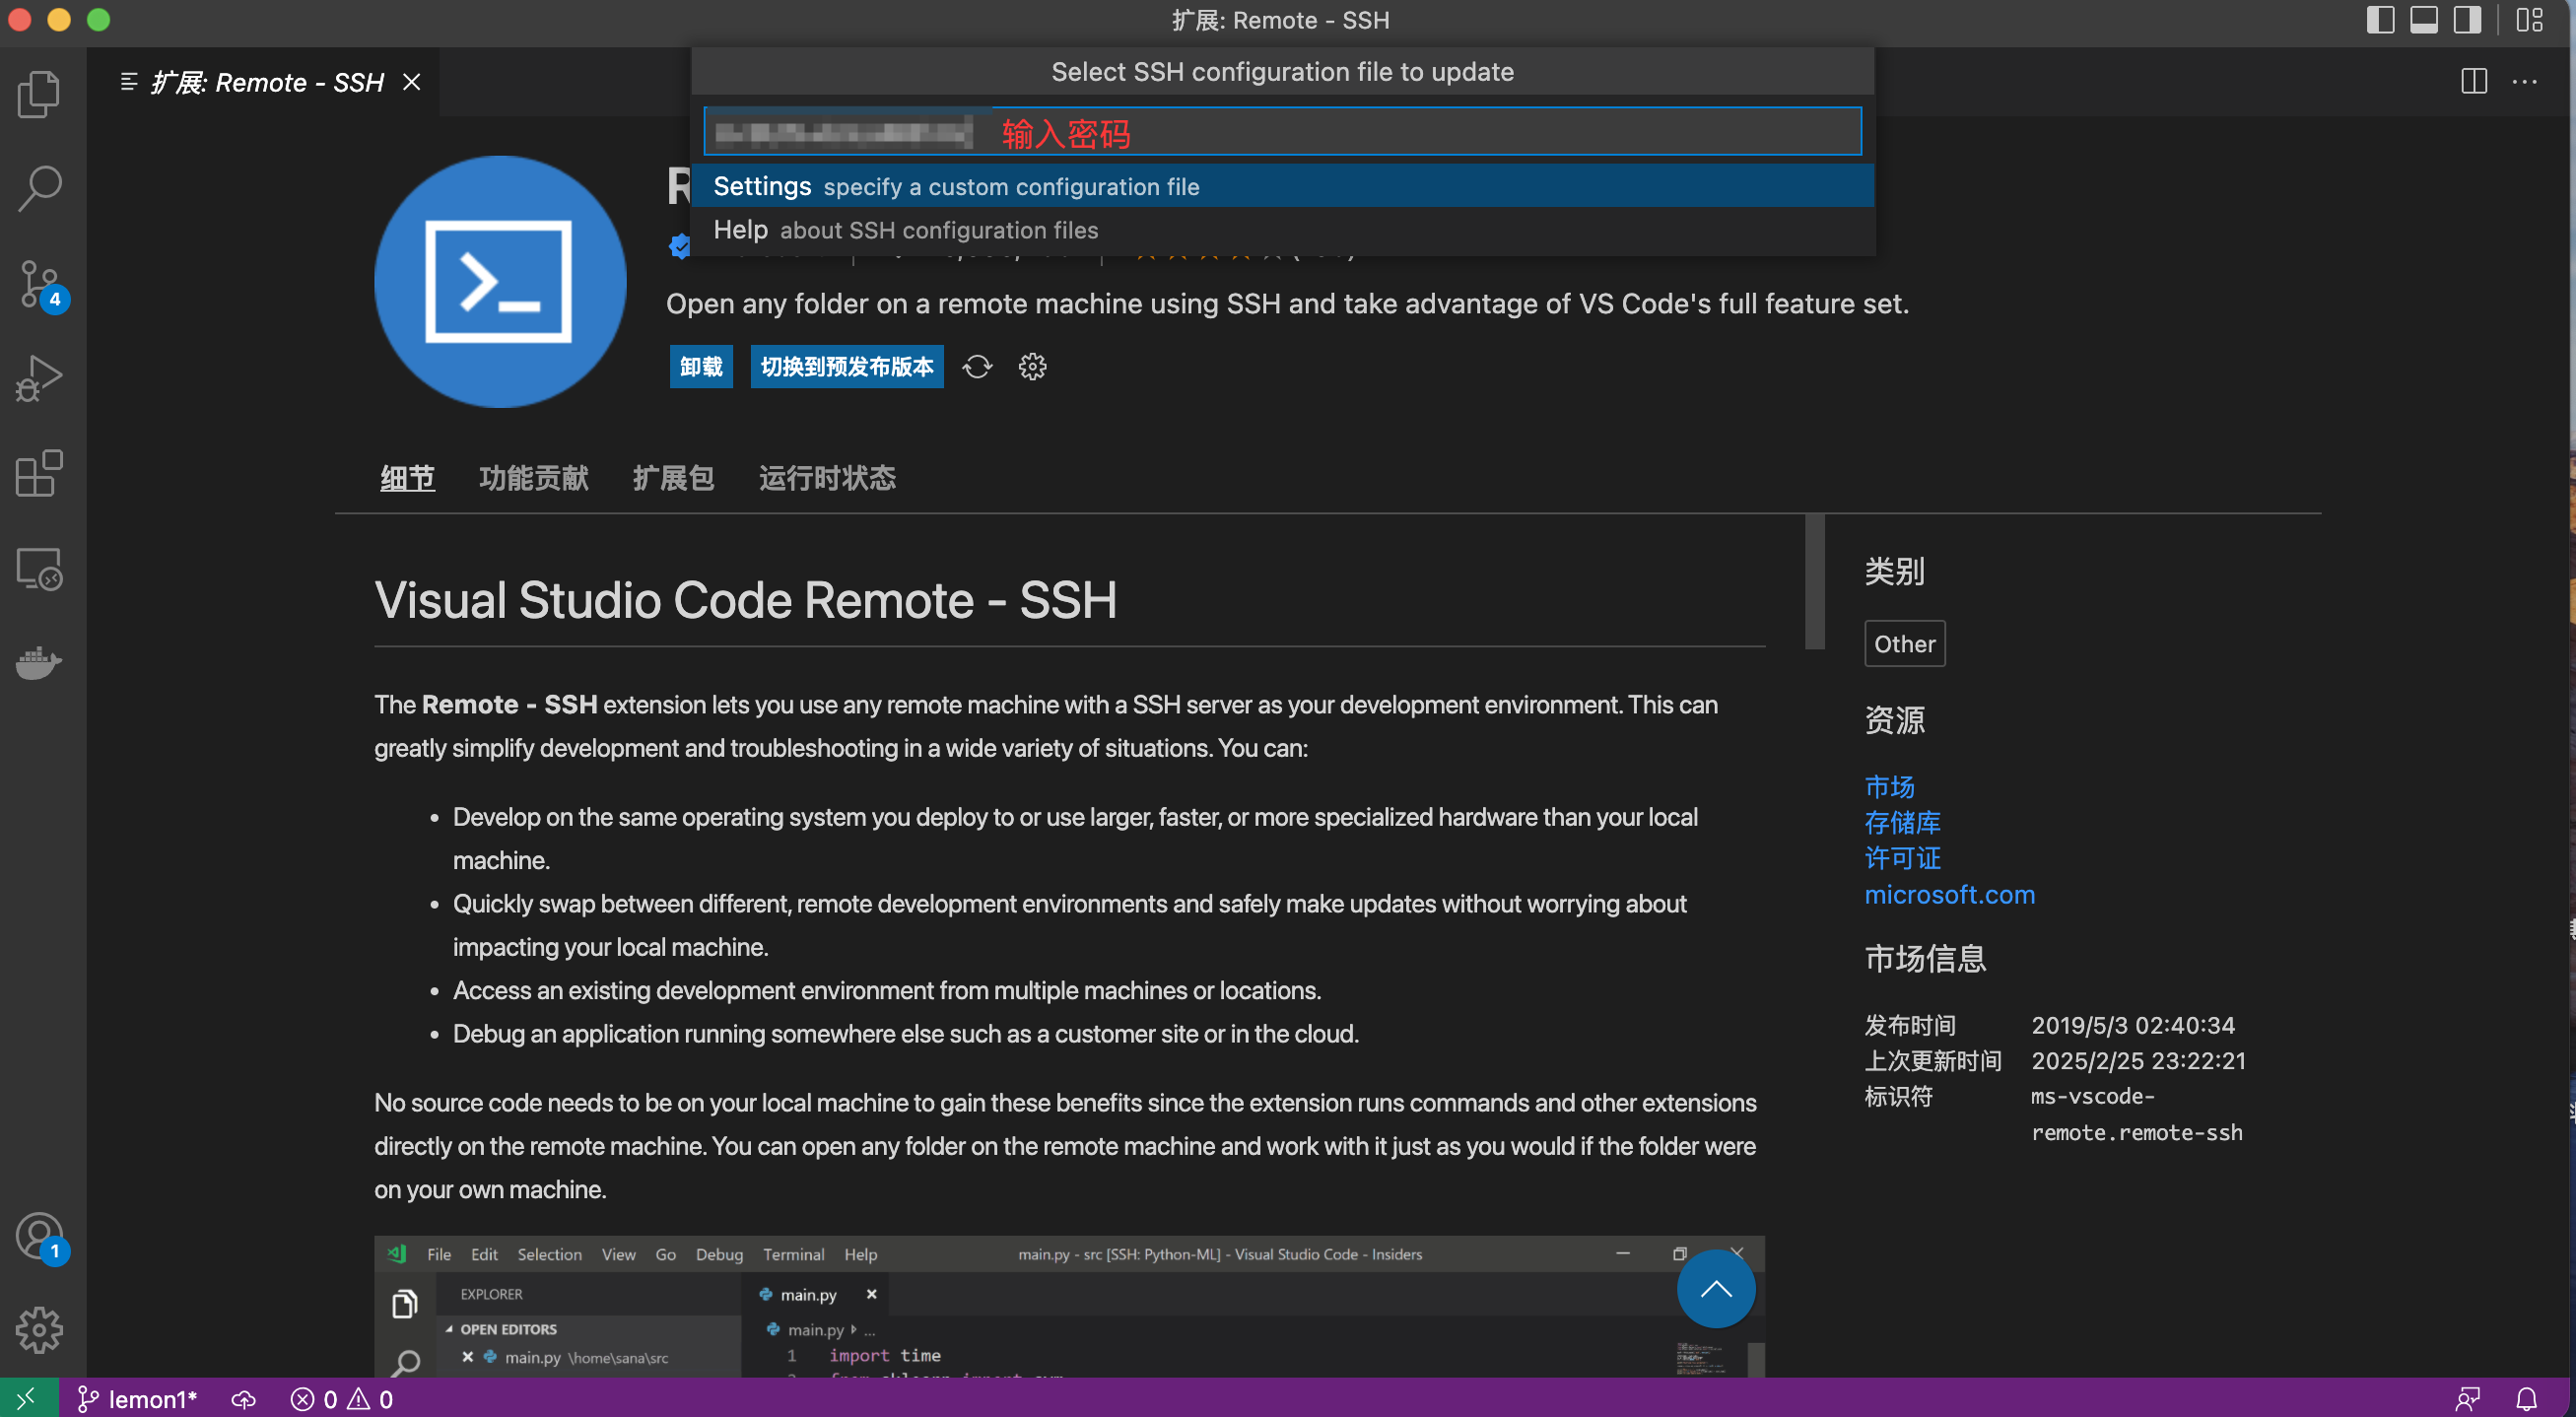 扩展: Remote - SSH
扩展: Remote - SSH
Select SSH configuration file to update
输入密码
Settings specify a custom configuration file
Help about SSH configuration files
Open any folder on a remote machine using SSH and take advantage of VS Code's full feature set.
卸载 切换到预发布版本
细节 功能贡献 扩展包 运行时状态
Visual Studio Code Remote - SSH
The Remote - SSH extension lets you use any remote machine with a SSH server as your development environment. This can
greatly simplify development and troubleshooting in a wide variety of situations. You can:
• Develop on the same operating system you deploy to or use larger, faster, or more specialized hardware than your local
machine.
• Quickly swap between different, remote development environments and safely make updates without worrying about
impacting your local machine.
• Access an existing development environment from multiple machines or locations.
• Debug an application running somewhere else such as a customer site or in the cloud.
No source code needs to be on your local machine to gain these benefits since the extension runs commands and other extensions
directly on the remote machine. You can open any folder on the remote machine and work with it just as you would if the folder were
on your own machine.
File Edit Selection View Go Debug Terminal Help main.py - src [SSH: Python-ML] - Visual Studio Code - Insiders
EXPLORER
main.py
OPEN EDITORS
main.py ...
main.py \home\sana\src
1 import time
类别
Other
资源
市场
存储库
许可证
microsoft.com
市场信息
发布时间 2019/5/3 02:40:34
上次更新时间 2025/2/25 23:22:21
标识符 ms-vscode-
remote.remote-ssh
4
1
lemon1* 0 0